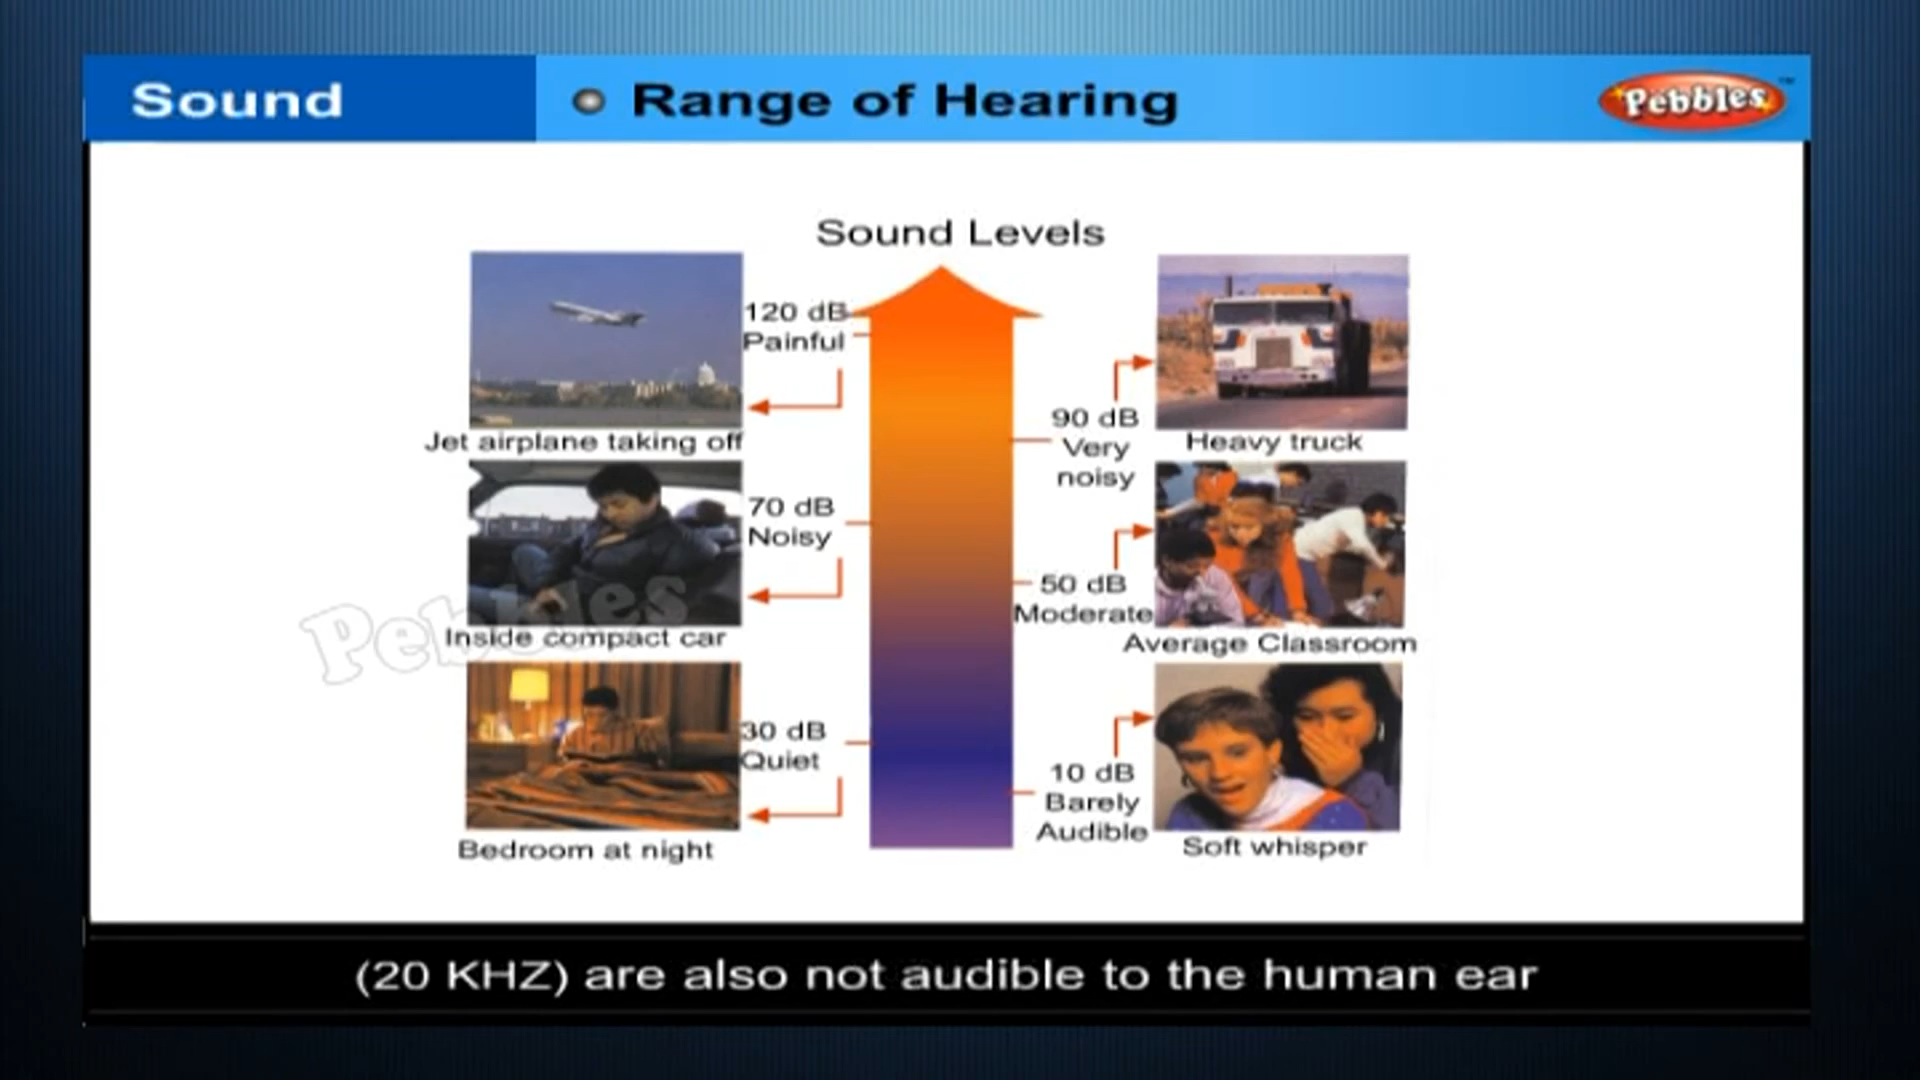 Sound
Range of Hearing
Pebbles™
Sound Levels
120 dB
Painful
Jet airplane taking off
90 dB
Very
noisy
Heavy truck
70 dB
Noisy
Inside compact car
50 dB
Moderate
Average Classroom
30 dB
Quiet
Bedroom at night
10 dB
Barely
Audible
Soft whisper
Pebbles
(20 KHZ) are also not audible to the human ear